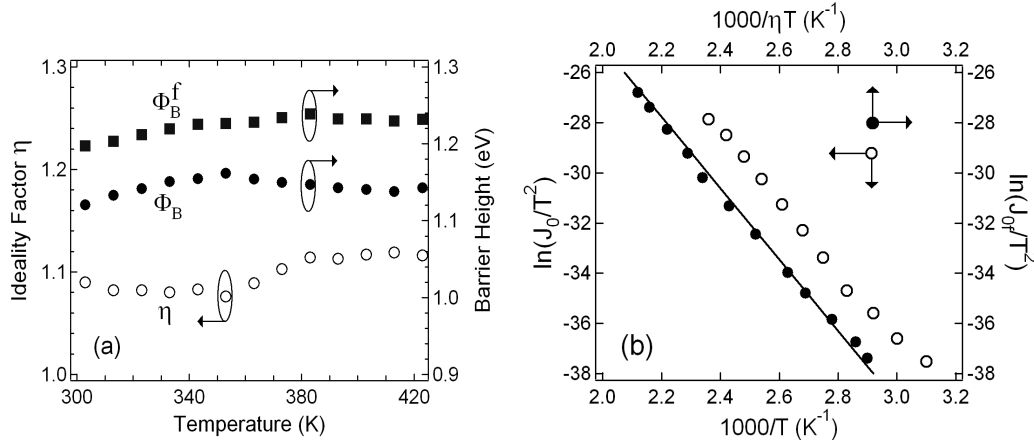 1000/ηT (K⁻¹)
2.0 2.2 2.4 2.6 2.8 3.0 3.2
1.3
1.2
1.1
1.0
Ideality Factor η
Φ_B^f
Φ_B
η
(a)
1.3
1.2
1.1
1.0
0.9
Barrier Height (eV)
300 340 380 420
Temperature (K)
-26
-28
-30
-32
-34
-36
-38
ln(J₀/T²)
(b)
-26
-28
-30
-32
-34
-36
-38
ln(J₀f/T²)
2.0 2.2 2.4 2.6 2.8 3.0 3.2
1000/T (K⁻¹)